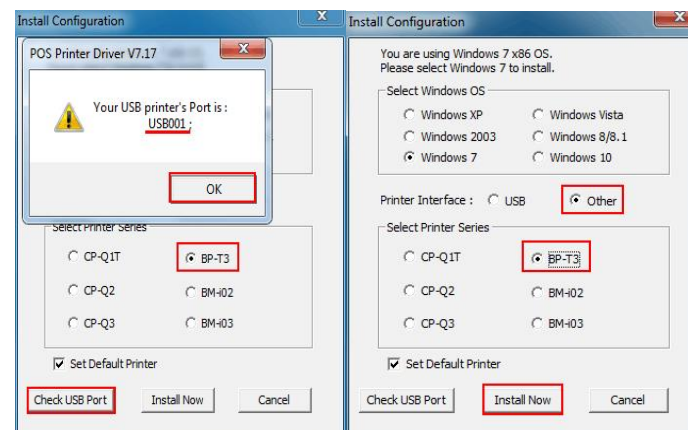 Install Configuration
X
POS Printer Driver V7.17
X
Your USB printer's Port is :
USB001 ;
OK
Select Printer Series
CP-Q1T
BP-T3
CP-Q2
BM-i02
CP-Q3
BM-i03
Set Default Printer
Check USB Port
Install Now
Cancel
Install Configuration
X
You are using Windows 7 x86 OS.
Please select Windows 7 to install.
Select Windows OS
Windows XP
Windows Vista
Windows 2003
Windows 8/8.1
Windows 7
Windows 10
Printer Interface :
USB
Other
Select Printer Series
CP-Q1T
BP-T3
CP-Q2
BM-i02
CP-Q3
BM-i03
Set Default Printer
Check USB Port
Install Now
Cancel